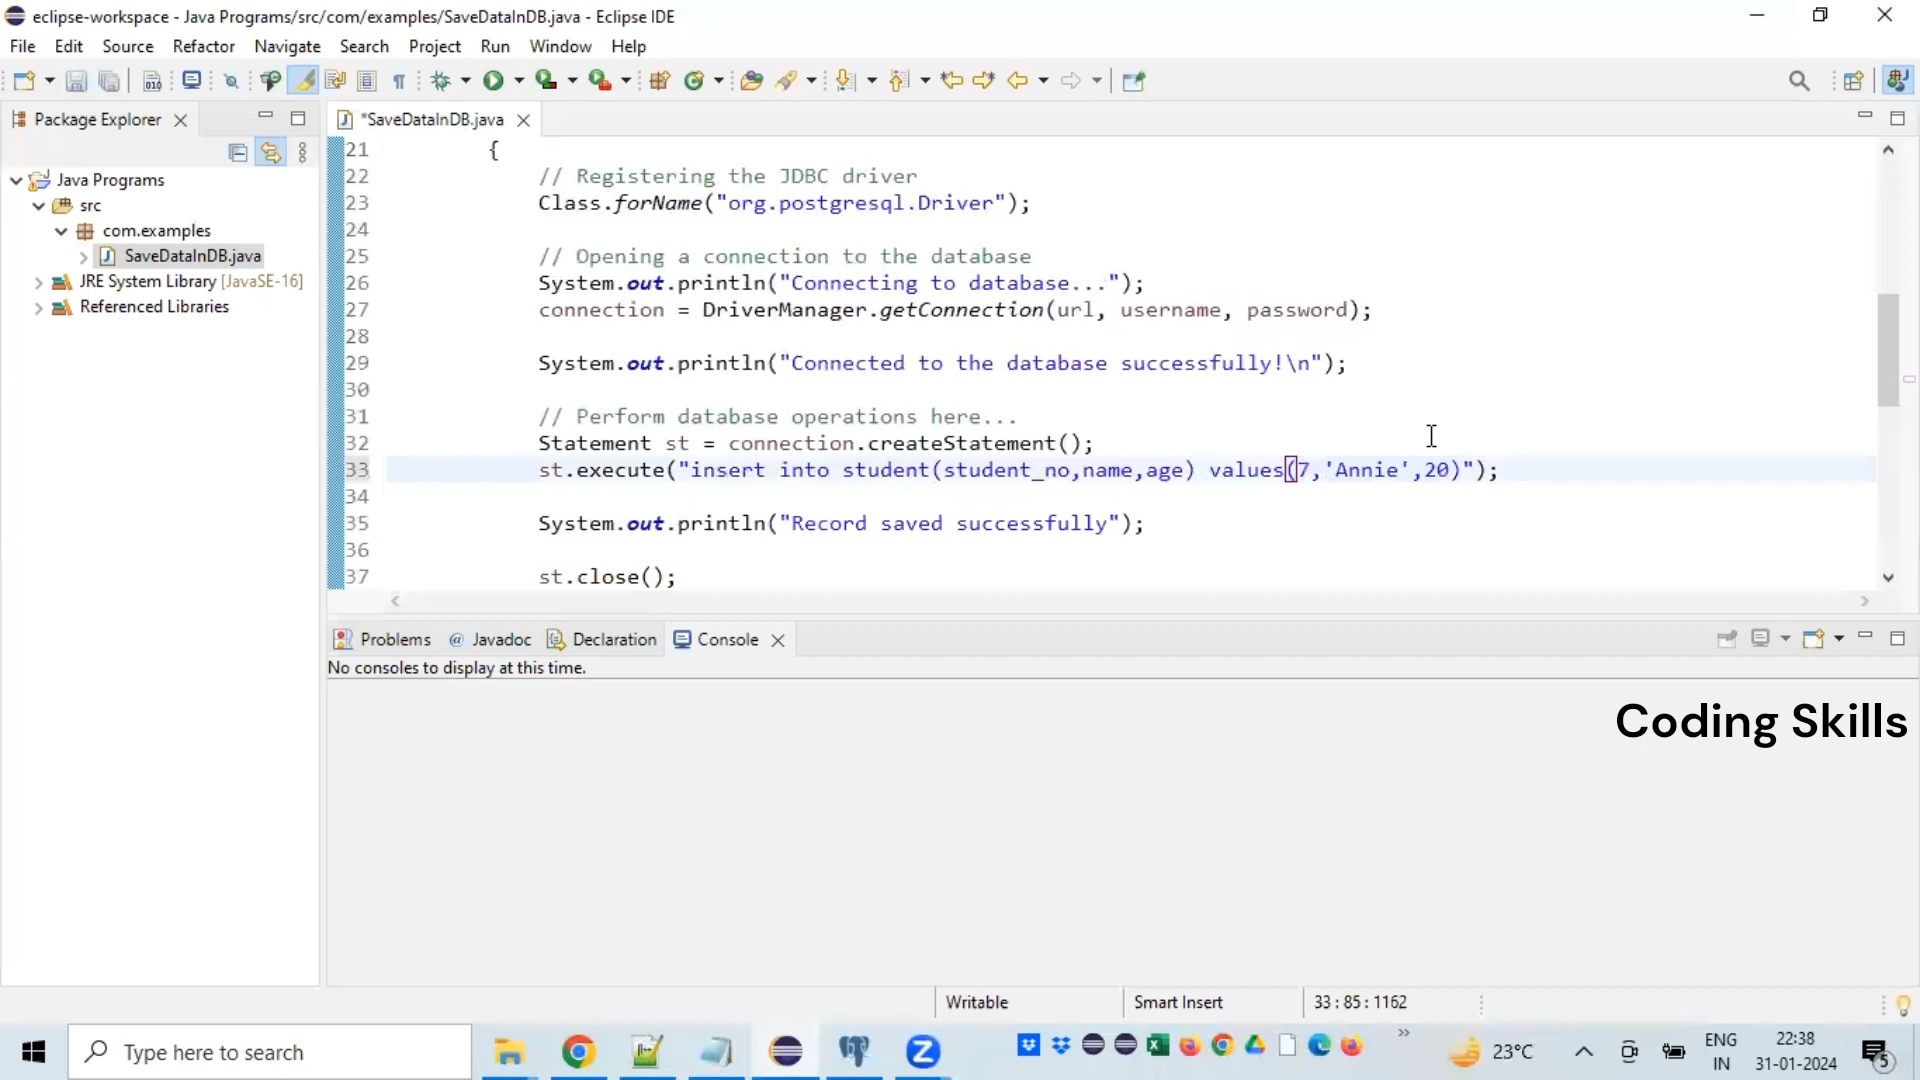 eclipse-workspace - Java Programs/src/com/examples/SaveDataInDB.java - Eclipse IDE
File Edit Source Refactor Navigate Search Project Run Window Help
Package Explorer
*SaveDataInDB.java
Java Programs
src
com.examples
SaveDataInDB.java
JRE System Library [JavaSE-16]
Referenced Libraries
21 {
22 // Registering the JDBC driver
23 Class.forName("org.postgresql.Driver");
24
25 // Opening a connection to the database
26 System.out.println("Connecting to database...");
27 connection = DriverManager.getConnection(url, username, password);
28
29 System.out.println("Connected to the database successfully!\n");
30
31 // Perform database operations here...
32 Statement st = connection.createStatement();
33 st.execute("insert into student(student_no,name,age) values(7,'Annie',20)");
34
35 System.out.println("Record saved successfully");
36
37 st.close();
Problems @ Javadoc Declaration Console
No consoles to display at this time.
Coding Skills
Writable Smart Insert 33 : 85 : 1162
Type here to search
23°C
ENG
IN
22:38
31-01-2024
5